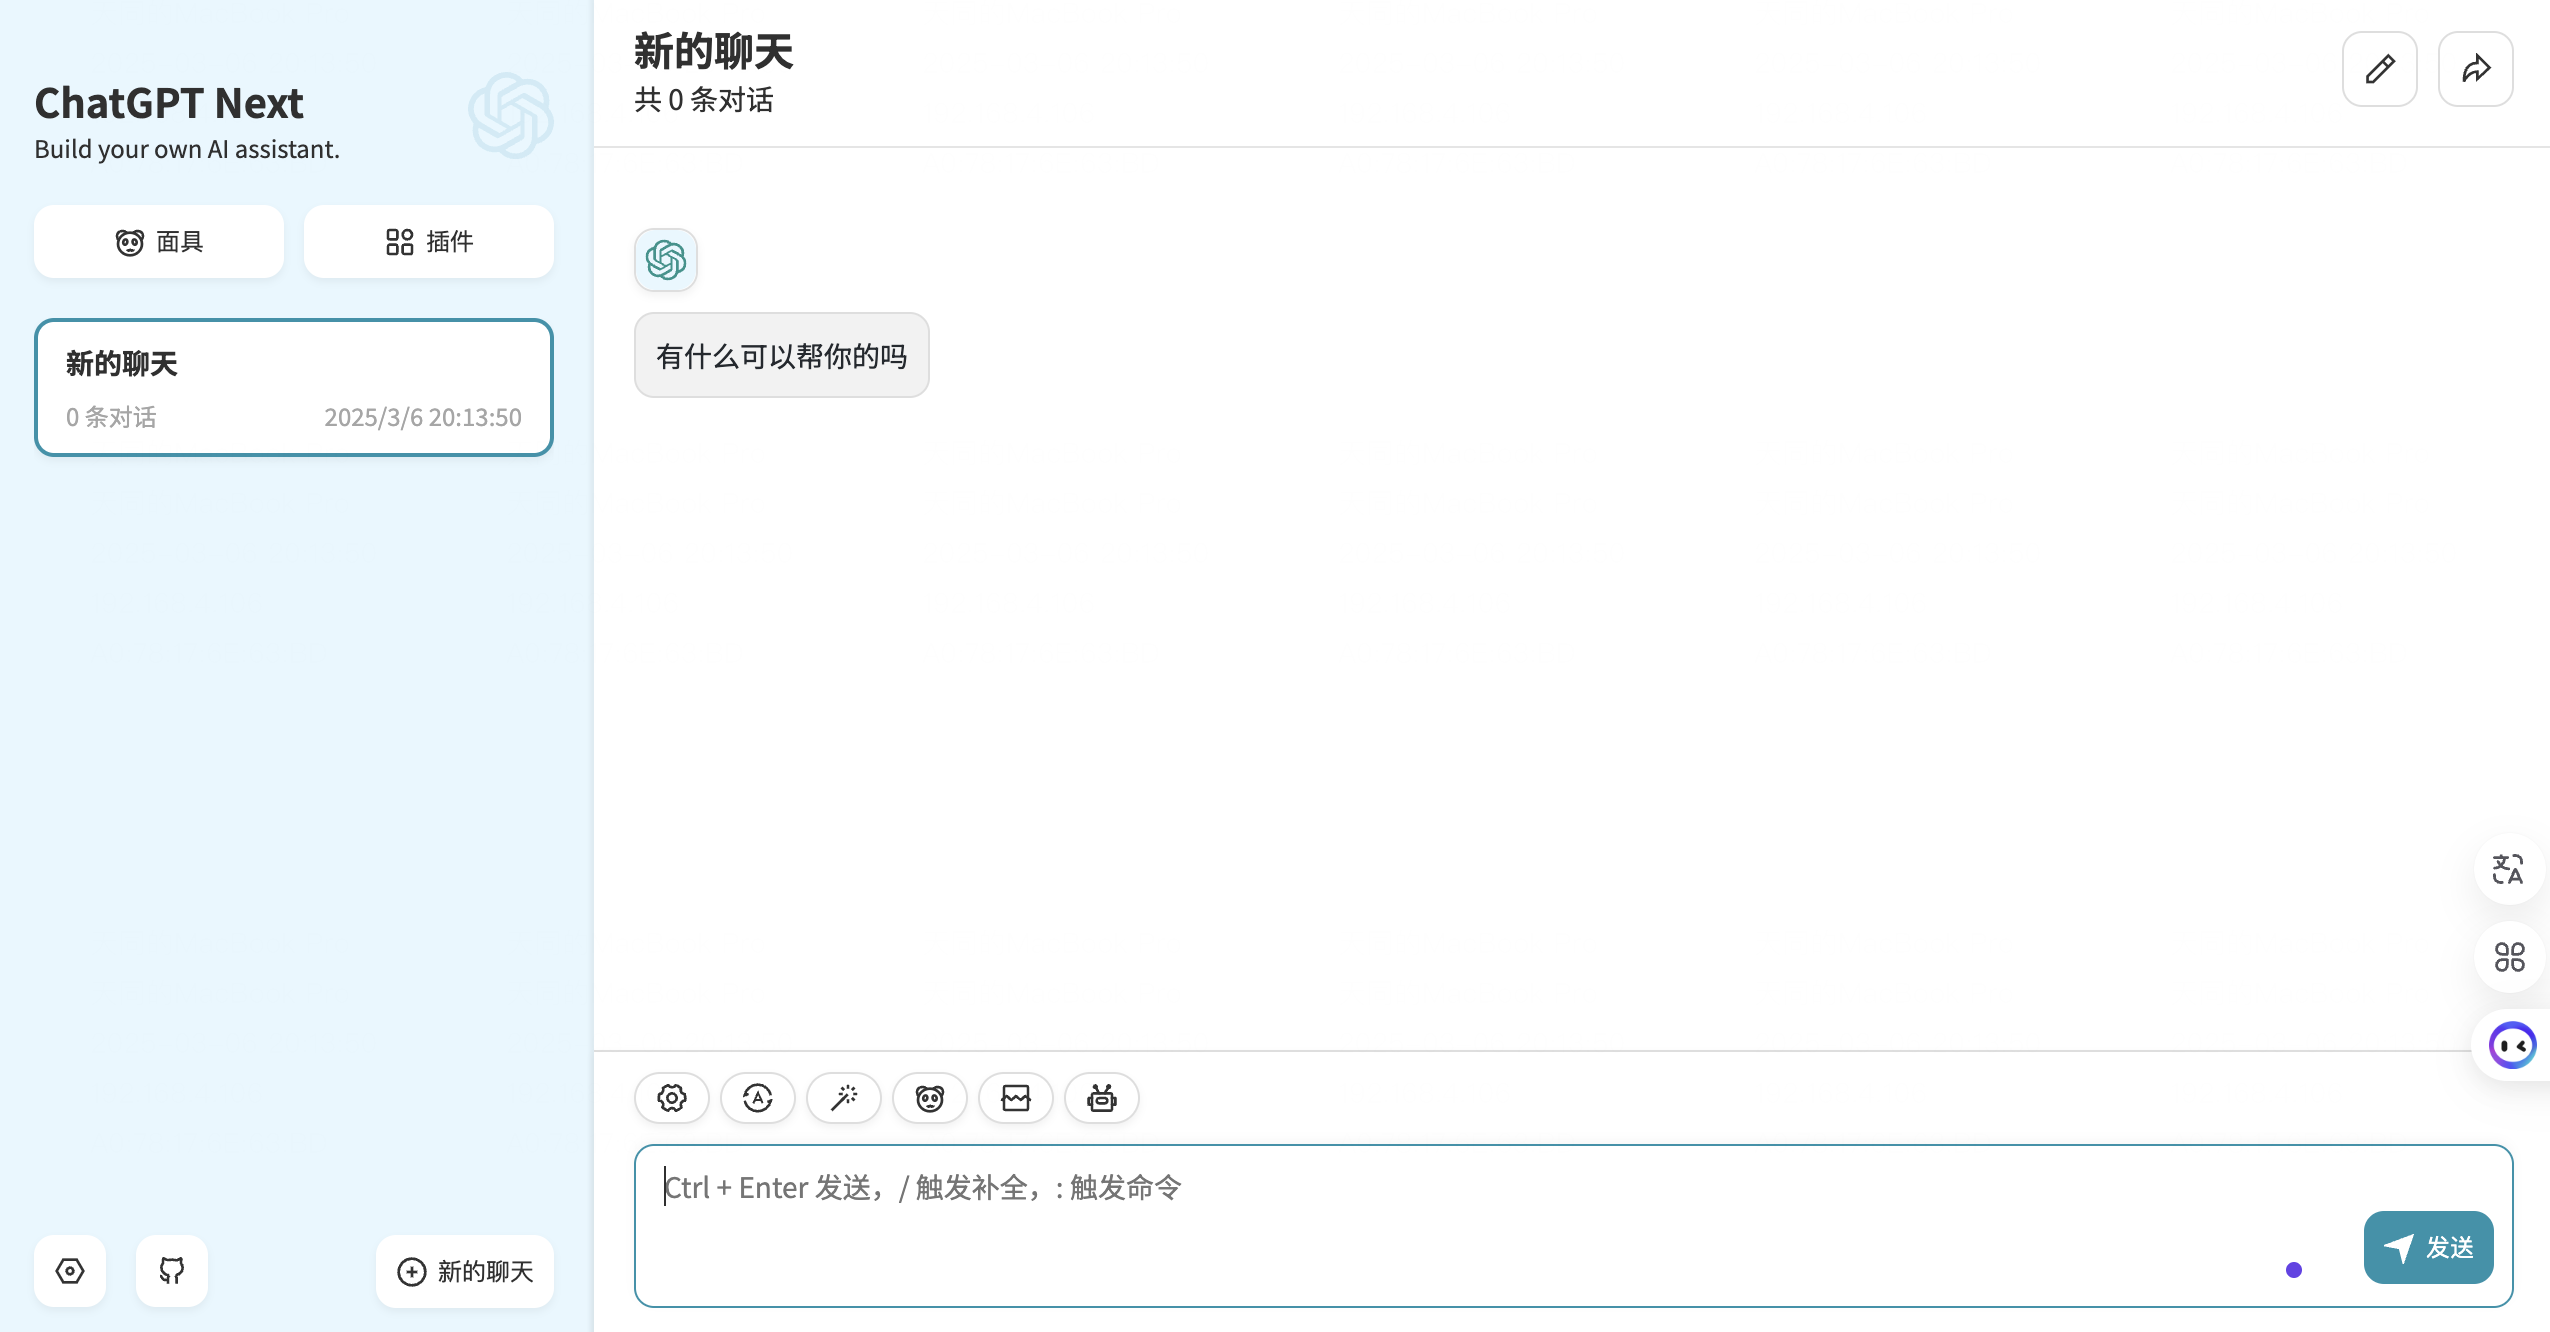 ChatGPT Next
Build your own AI assistant.
面具
插件
新的聊天
0 条对话
2025/3/6 20:13:50
新的聊天
新的聊天
共 0 条对话
有什么可以帮你的吗
Ctrl + Enter 发送，/ 触发补全，: 触发命令
发送